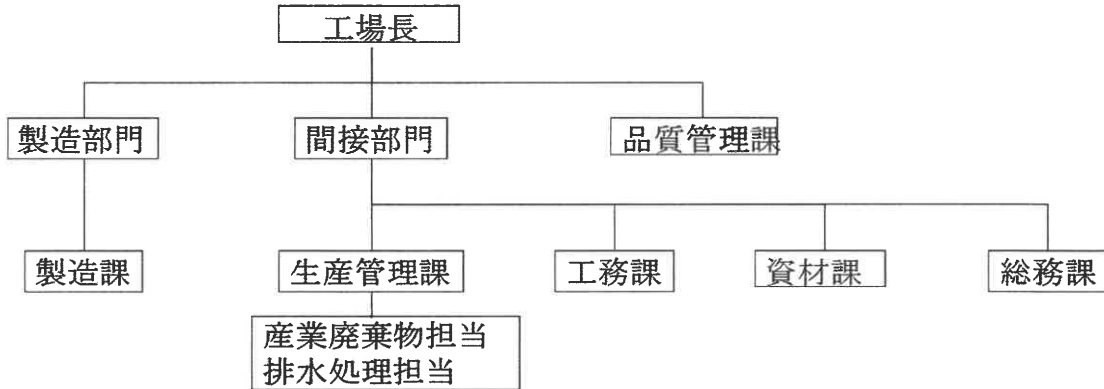 工場長
製造部門
間接部門
品質管理課
製造課
生産管理課
工務課
資材課
総務課
産業廃棄物担当
排水処理担当